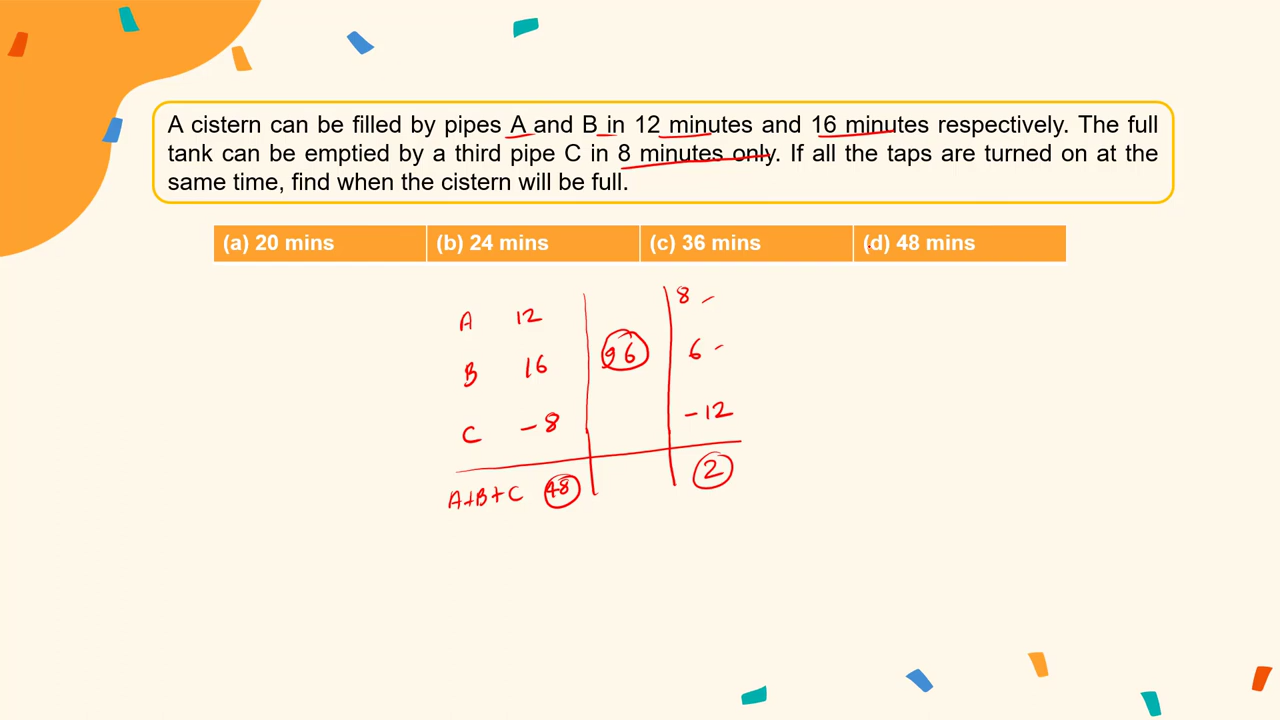 A cistern can be filled by pipes A and B in 12 minutes and 16 minutes respectively. The full
tank can be emptied by a third pipe C in 8 minutes only. If all the taps are turned on at the
same time, find when the cistern will be full.
(a) 20 mins (b) 24 mins (c) 36 mins (d) 48 mins
A 12 8
B 16 96 6
C -8 -12
A+B+C 48 2